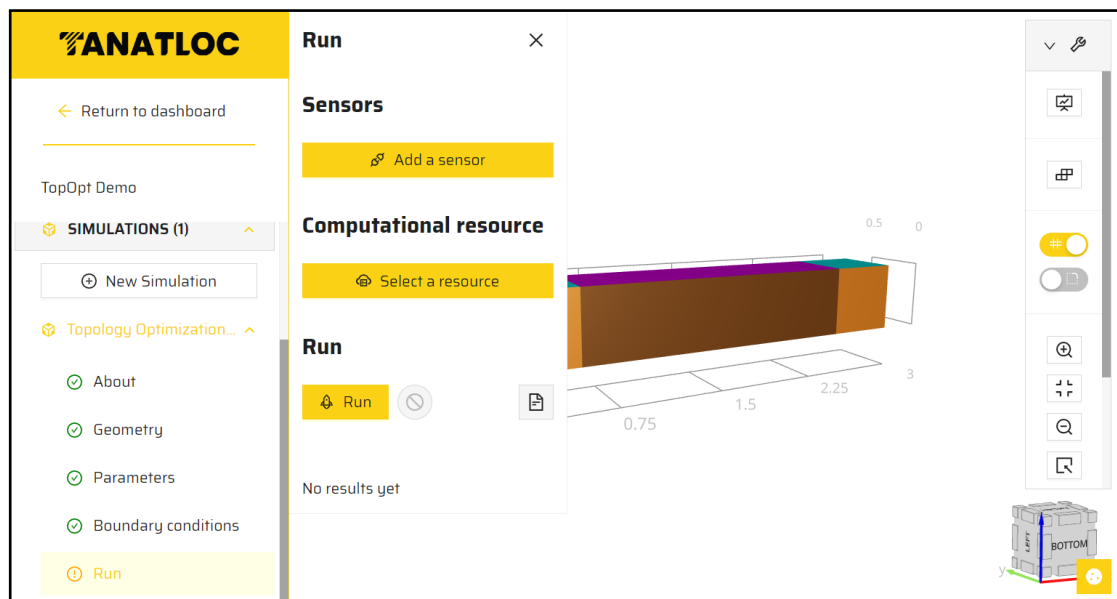 TANATLOC
Return to dashboard
TopOpt Demo
SIMULATIONS (1)
New Simulation
Topology Optimization...
About
Geometry
Parameters
Boundary conditions
Run
Run
Sensors
Add a sensor
Computational resource
Select a resource
Run
Run
No results yet
0.5
0
3
2.25
1.5
0.75
LEFT
BOTTOM
y